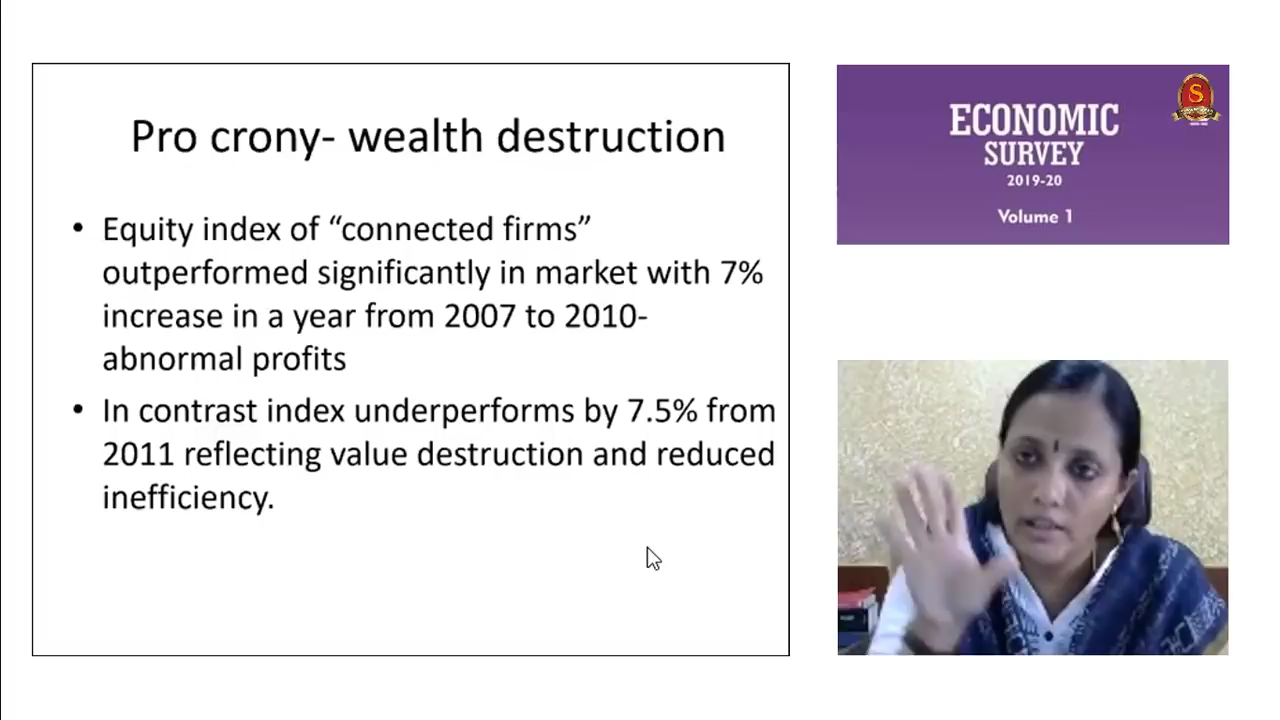 Pro crony- wealth destruction
• Equity index of “connected firms”
outperformed significantly in market with 7%
increase in a year from 2007 to 2010-
abnormal profits
• In contrast index underperforms by 7.5% from
2011 reflecting value destruction and reduced
inefficiency.
ECONOMIC
SURVEY
2019-20
Volume 1
S